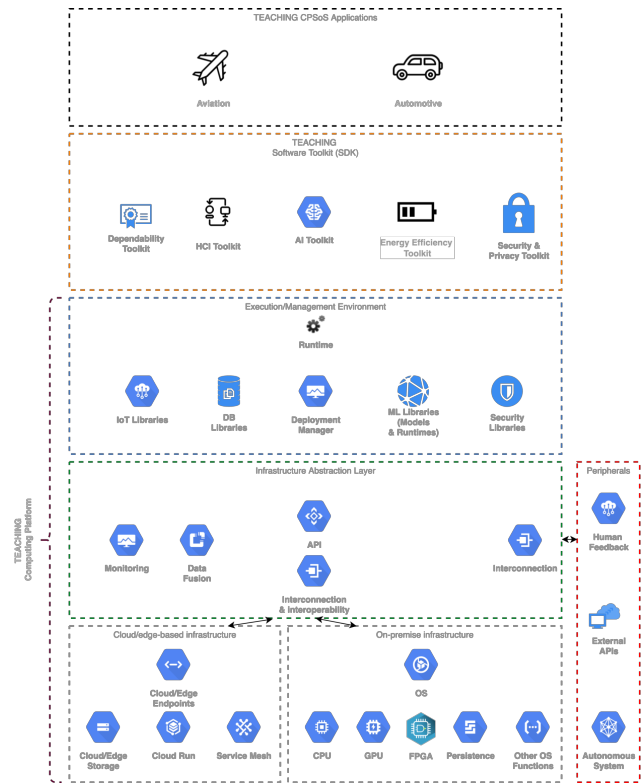 TEACHING CPSoS Applications
Aviation
Automotive
TEACHING
Software Toolkit (SDK)
Dependability
Toolkit
HCI Toolkit
AI Toolkit
Energy Efficiency
Toolkit
Security &
Privacy Toolkit
Execution/Management Environment
Runtime
IoT Libraries
DB
Libraries
Deployment
Manager
ML Libraries
(Models
& Runtimes)
Security
Libraries
TEACHING
Computing Platform
Infrastructure Abstraction Layer
Monitoring
Data
Fusion
API
Interconnection
& Interoperability
Interconnection
Peripherals
Human
Feedback
External
APIs
Autonomous
System
Cloud/edge-based infrastructure
Cloud/Edge
Endpoints
Cloud/Edge
Storage
Cloud Run
Service Mesh
On-premise infrastructure
OS
CPU
GPU
FPGA
Persistence
Other OS
Functions